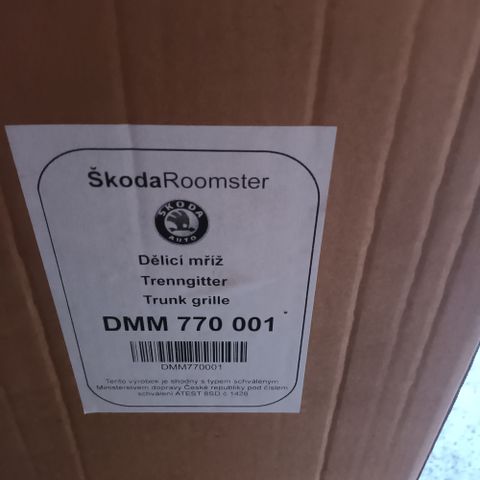 ŠkodaRoomster
ŠKODA
AUTO
Dělicí mříž
Trenngitter
Trunk grille
DMM 770 001
DMM770001
Tento výrobek je shodný s typem schváleným
Ministerstvem dopravy České republiky pod číslem
schválení ATEST 8SD č.1428